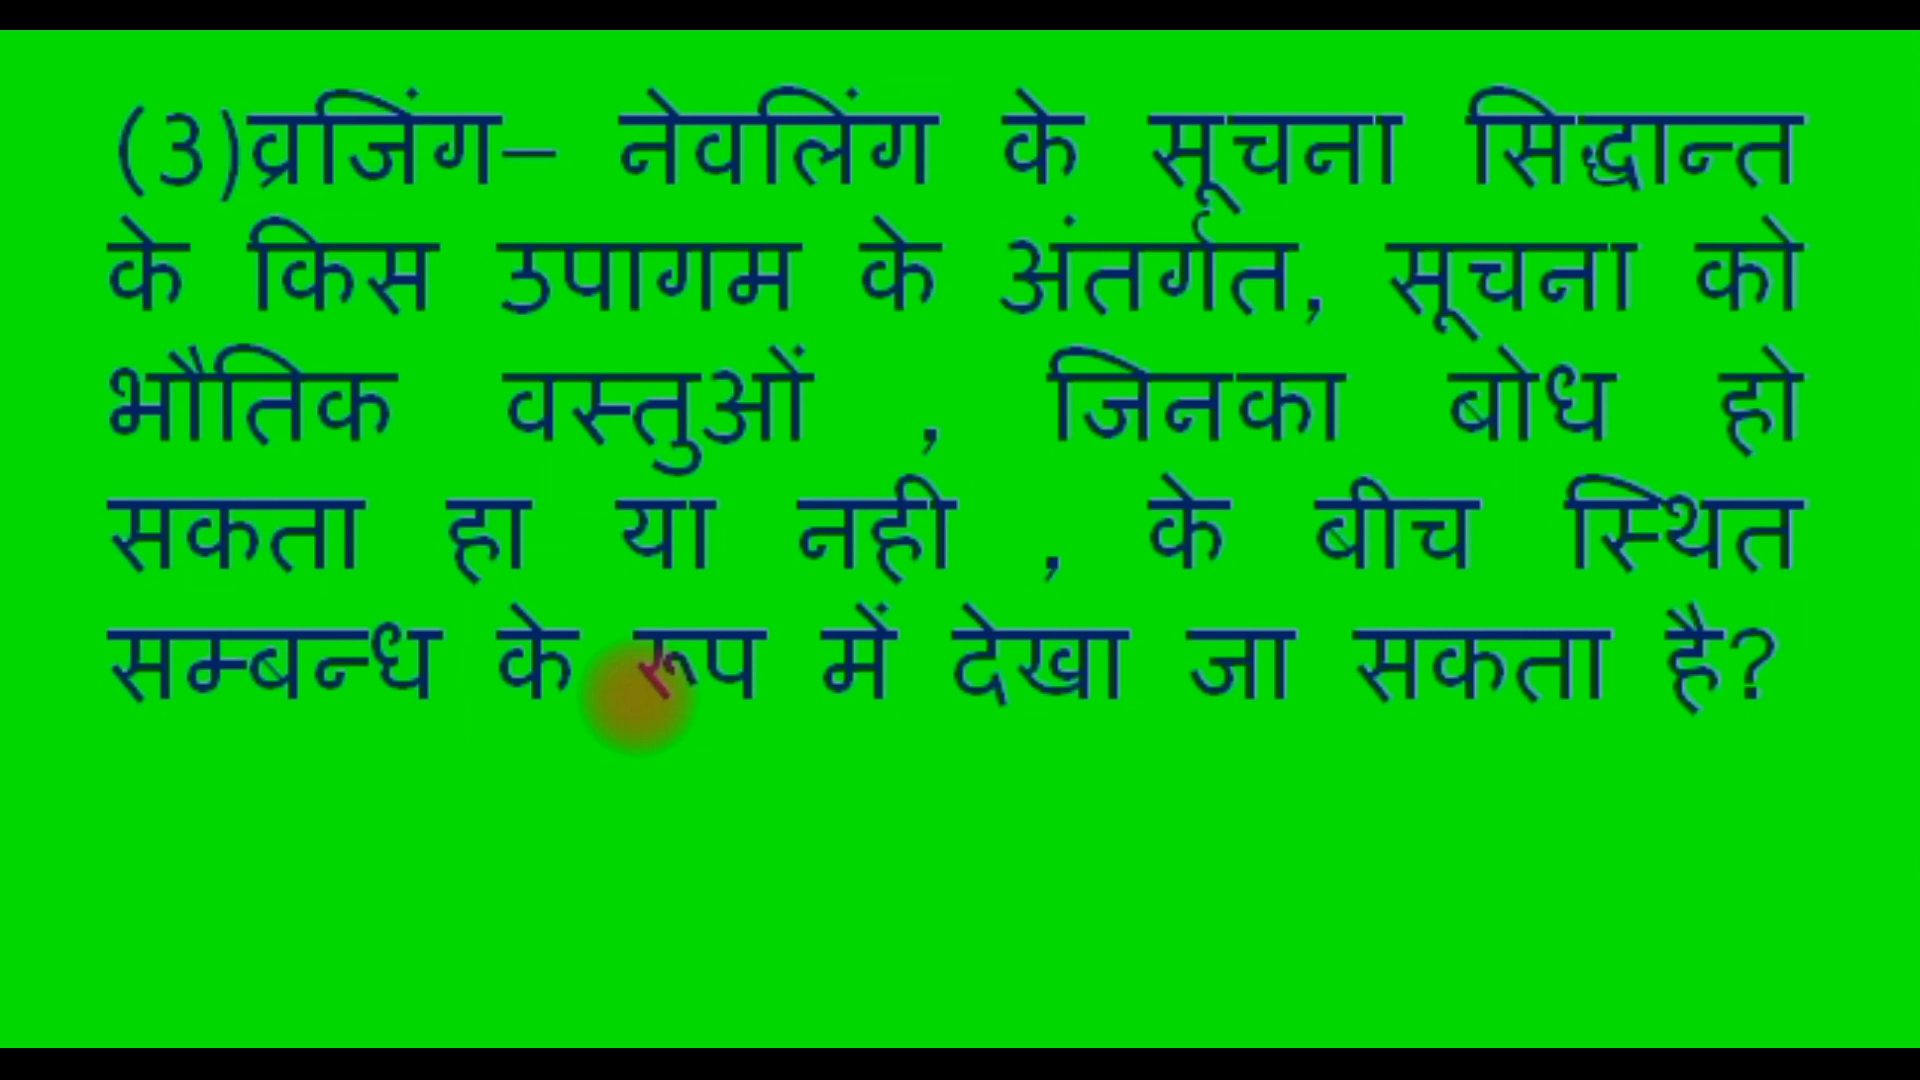 (3)व्रजिंग– नेवलिंग के सूचना सिद्धान्त
के किस उपागम के अंतर्गत, सूचना को
भौतिक वस्तुओं , जिनका बोध हो
सकता हा या नही , के बीच स्थित
सम्बन्ध के रूप में देखा जा सकता है?